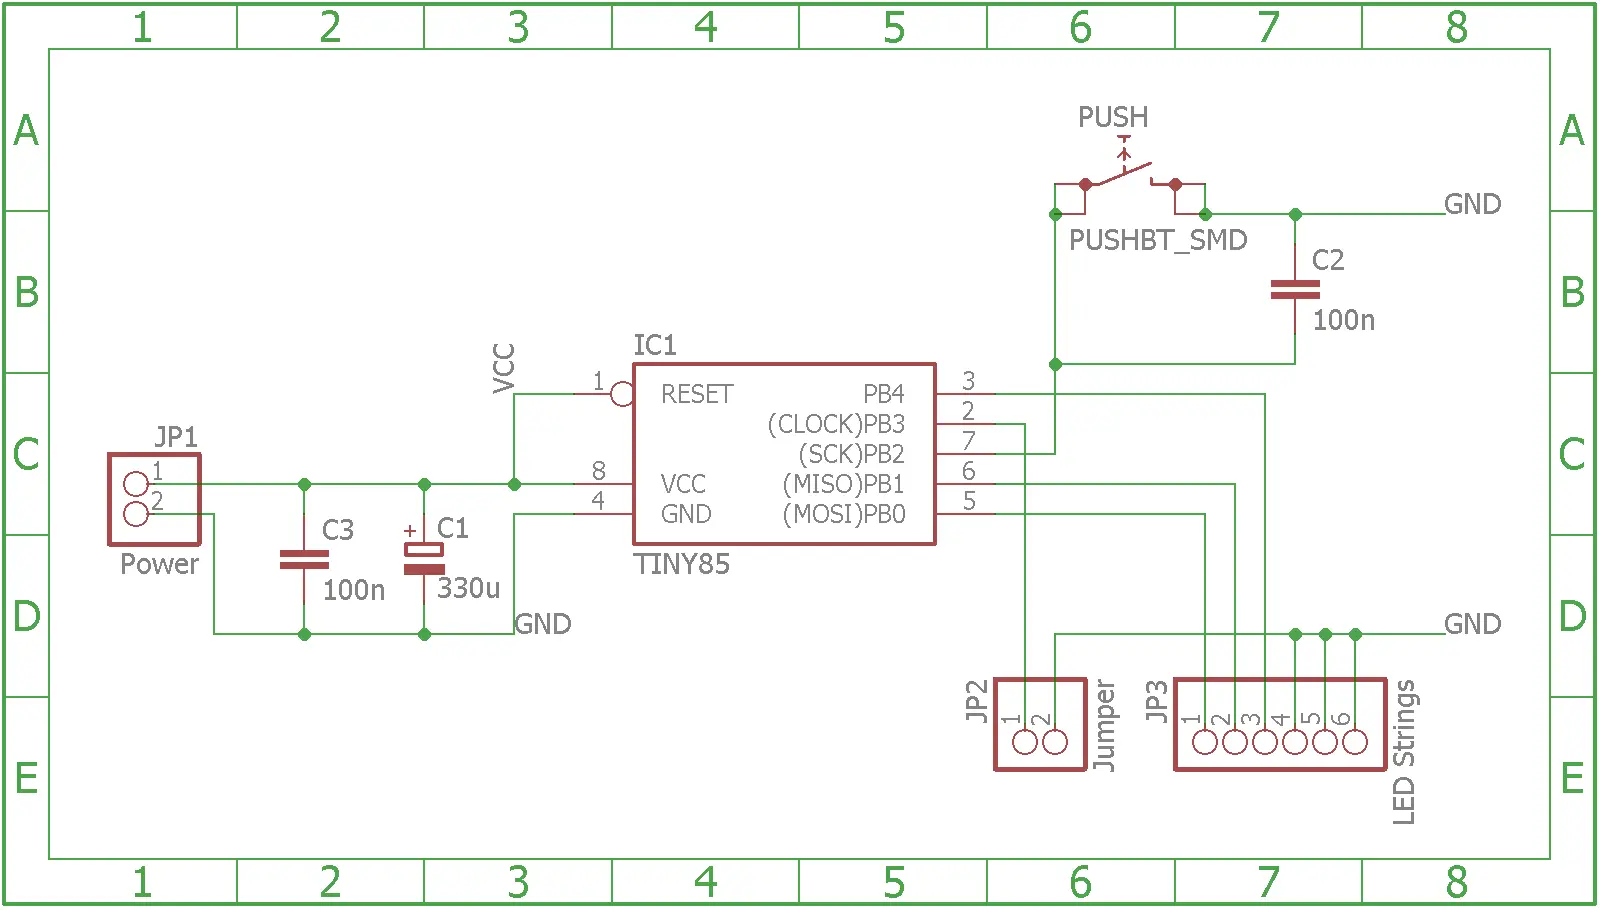 1 2 3 4 5 6 7 8
A A
PUSH
GND
PUSHBT_SMD
B B
C2
100n
VCC
IC1
1 RESET PB4 3
(CLOCK)PB3 2
JP1
C (SCK)PB2 7 C
1 8 VCC (MISO)PB1 6
2 4 GND (MOSI)PB0 5
C3 + C1
Power TINY85
100n 330u
D GND GND D
JP2 1 2 Jumper
JP3 1 2 3 4 5 6 LED Strings
E E
1 2 3 4 5 6 7 8